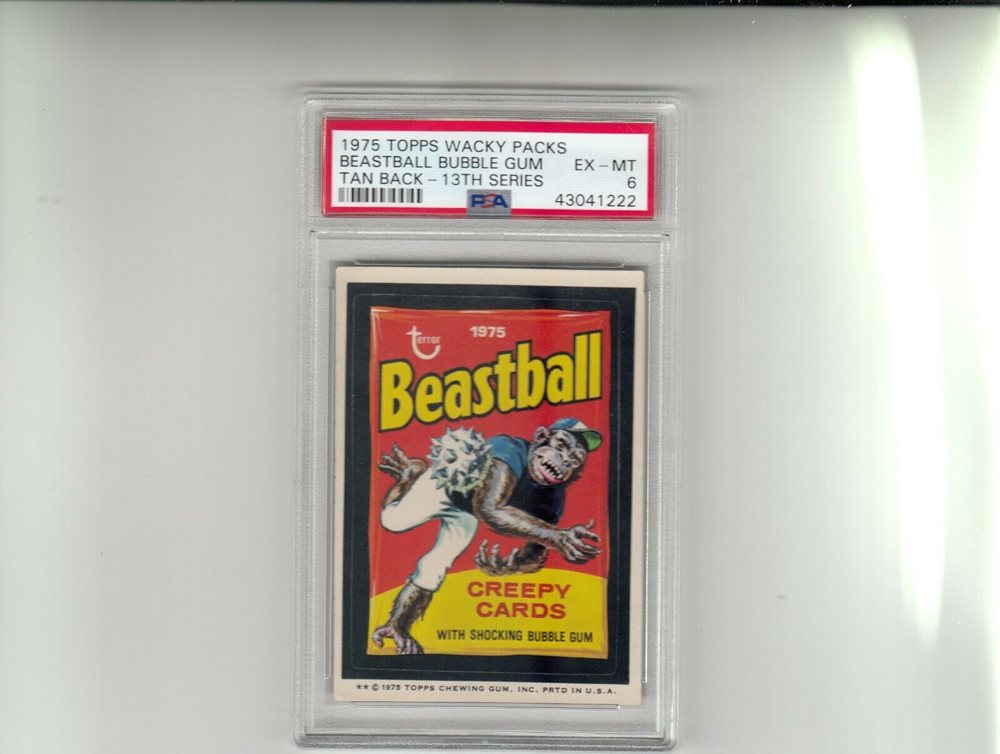 1975 TOPPS WACKY PACKS
BEASTBALL BUBBLE GUM EX - MT
TAN BACK - 13TH SERIES 6
PSA 43041222
terror 1975
Beastball
CREEPY
CARDS
WITH SHOCKING BUBBLE GUM
** © 1975 TOPPS CHEWING GUM, INC. PRTD IN U.S.A.